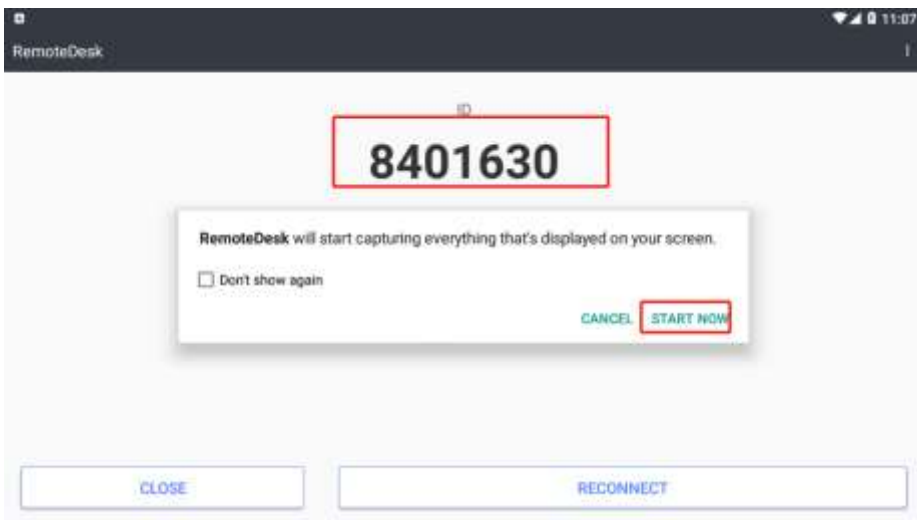 11:07
RemoteDesk
ID
8401630
RemoteDesk will start capturing everything that's displayed on your screen.
Don't show again
CANCEL START NOW
CLOSE RECONNECT